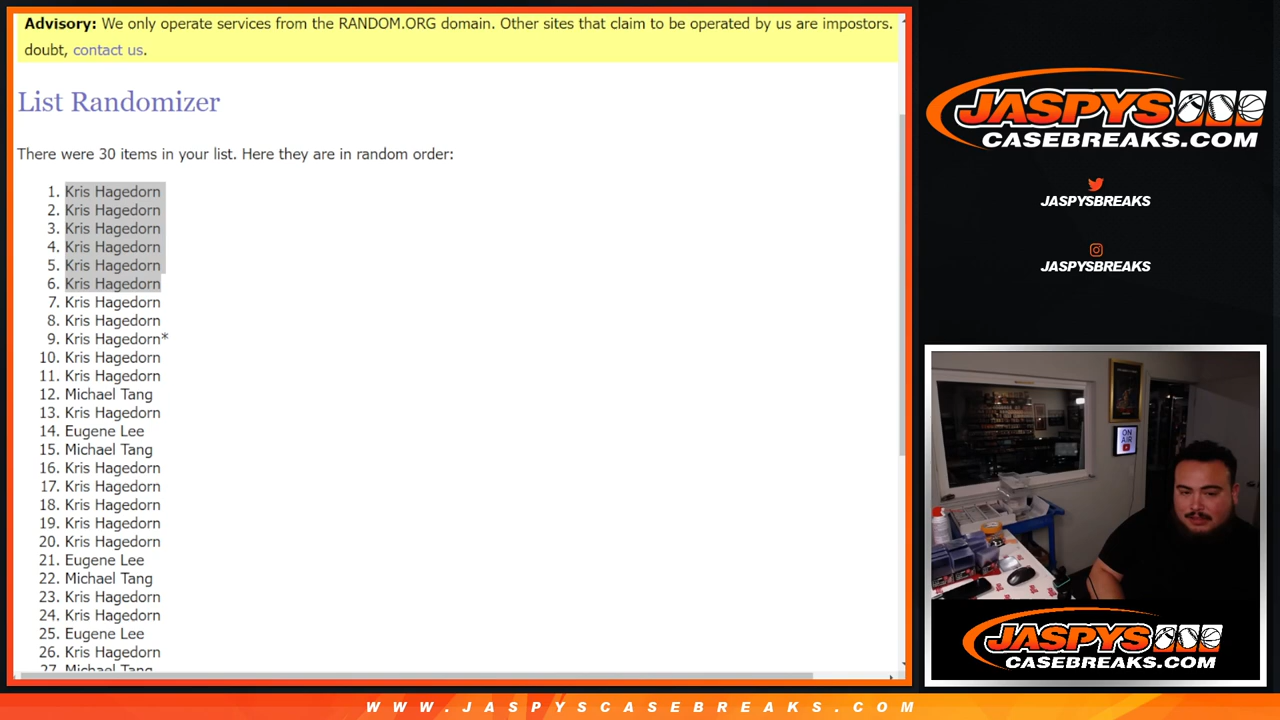 Advisory: We only operate services from the RANDOM.ORG domain. Other sites that claim to be operated by us are impostors.
doubt, contact us.
List Randomizer
There were 30 items in your list. Here they are in random order:
1. Kris Hagedorn
2. Kris Hagedorn
3. Kris Hagedorn
4. Kris Hagedorn
5. Kris Hagedorn
6. Kris Hagedorn
7. Kris Hagedorn
8. Kris Hagedorn
9. Kris Hagedorn*
10. Kris Hagedorn
11. Kris Hagedorn
12. Michael Tang
13. Kris Hagedorn
14. Eugene Lee
15. Michael Tang
16. Kris Hagedorn
17. Kris Hagedorn
18. Kris Hagedorn
19. Kris Hagedorn
20. Kris Hagedorn
21. Eugene Lee
22. Michael Tang
23. Kris Hagedorn
24. Kris Hagedorn
25. Eugene Lee
26. Kris Hagedorn
27. Michael Tang
JASPYS
CASEBREAKS.COM
JASPYSBREAKS
JASPYSBREAKS
ON
AIR
JASPYS
CASEBREAKS.COM
WWW.JASPYSCASEBREAKS.COM